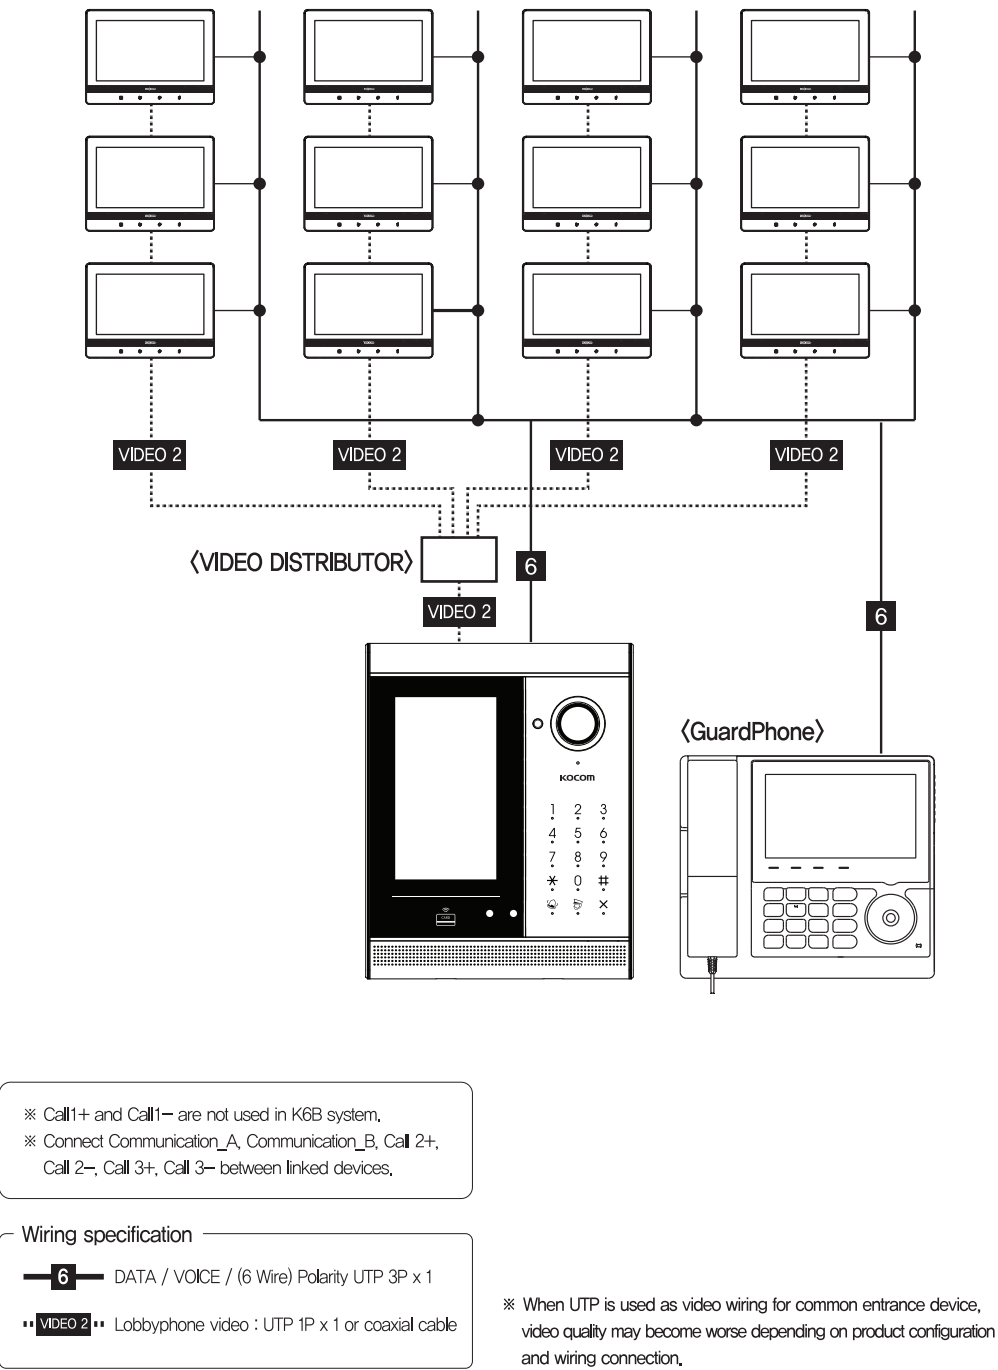 VIDEO 2
VIDEO 2
VIDEO 2
VIDEO 2
〈VIDEO DISTRIBUTOR〉
6
VIDEO 2
6
〈GuardPhone〉
KOCOM
1 2 3
4 5 6
7 8 9
* 0 #
CARD
※ Call1+ and Call1- are not used in K6B system.
※ Connect Communication_A, Communication_B, Call 2+,
Call 2-, Call 3+, Call 3- between linked devices.
Wiring specification
6 DATA / VOICE / (6 Wire) Polarity UTP 3P x 1
VIDEO 2 Lobbyphone video : UTP 1P x 1 or coaxial cable
※ When UTP is used as video wiring for common entrance device,
video quality may become worse depending on product configuration
and wiring connection.